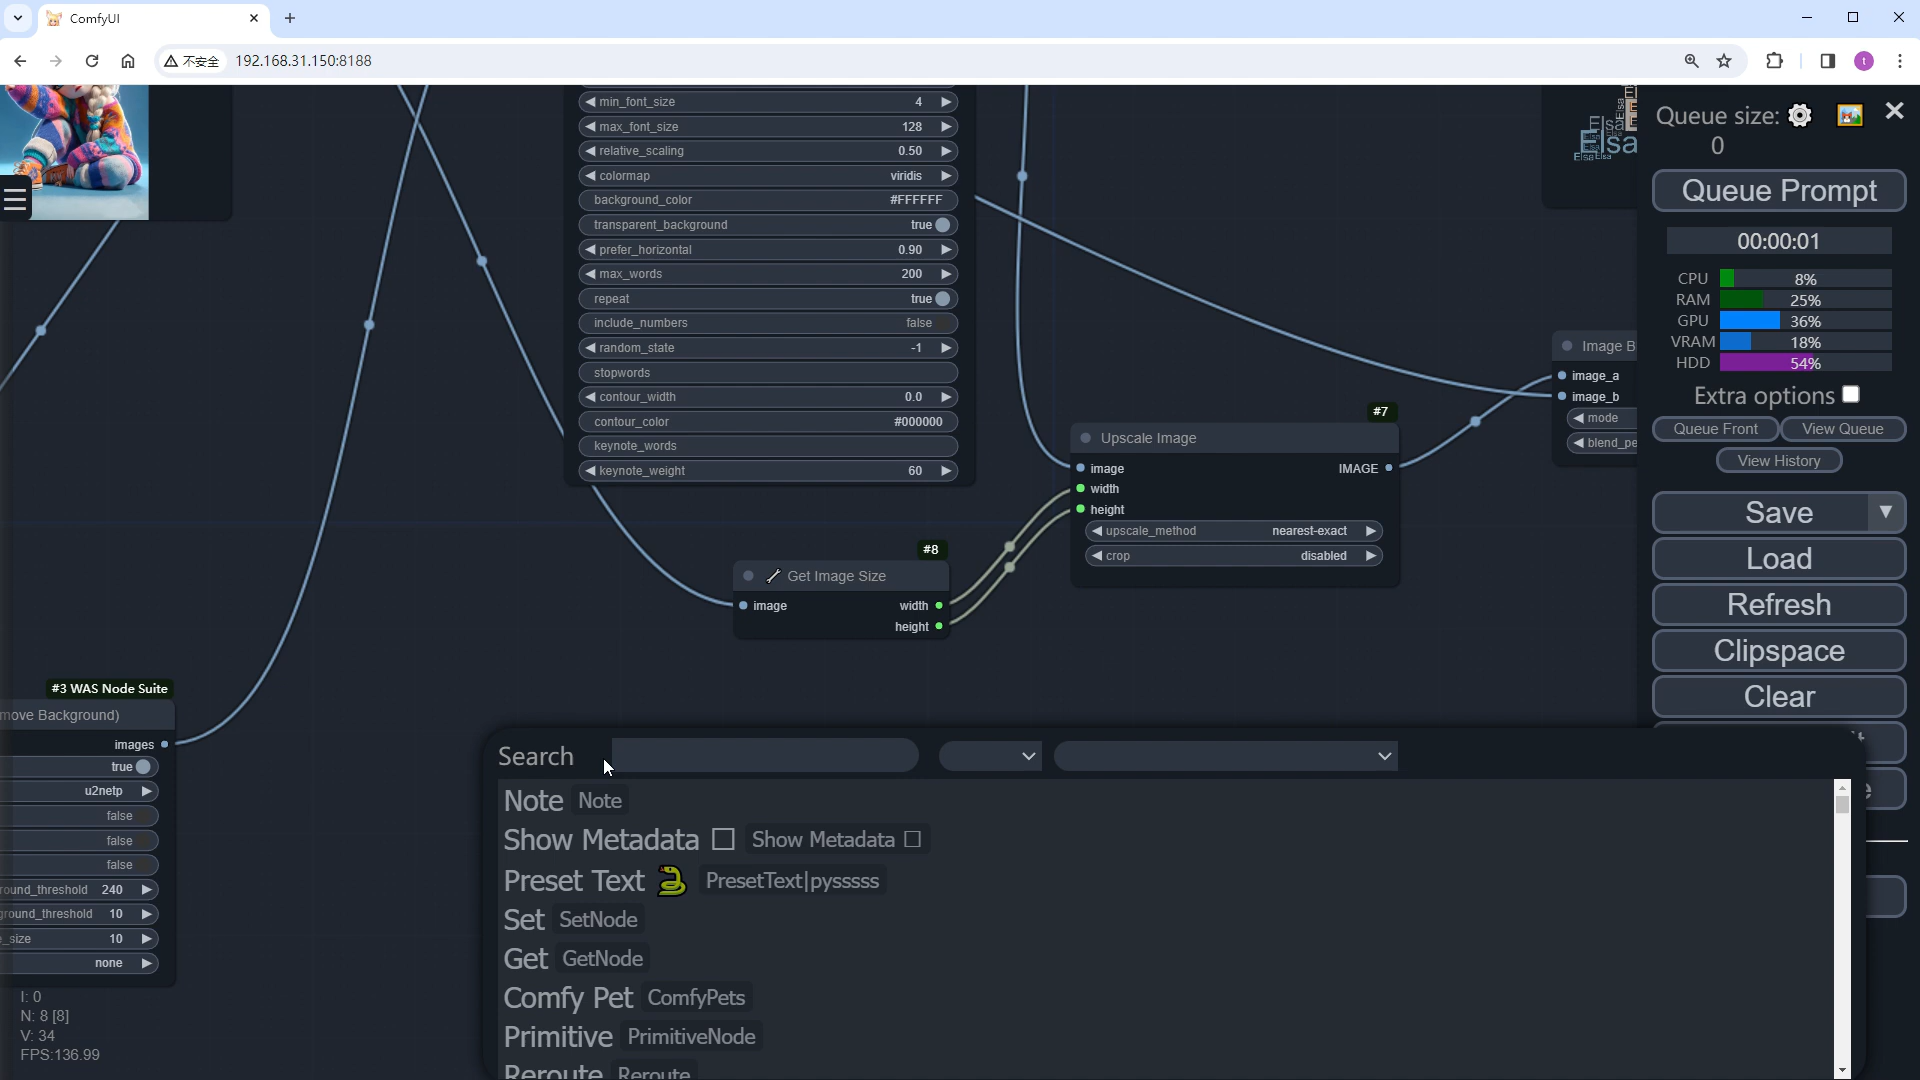 ComfyUI
不安全
192.168.31.150:8188
min_font_size 4
max_font_size 128
relative_scaling 0.50
colormap viridis
background_color #FFFFFF
transparent_background true
prefer_horizontal 0.90
max_words 200
repeat true
include_numbers false
random_state -1
stopwords
contour_width 0.0
contour_color #000000
keynote_words
keynote_weight 60
Elsa
Elsa
Elsa
Queue size:
0
Queue Prompt
00:00:01
CPU 8%
RAM 25%
GPU 36%
VRAM 18%
HDD 54%
Extra options
Queue Front View Queue
View History
Save
Load
Refresh
Clipspace
Clear
Image B
image_a
image_b
mode
blend_pe
#7
Upscale Image
image IMAGE
width
height
upscale_method nearest-exact
crop disabled
#8
Get Image Size
image width
height
#3 WAS Node Suite
move Background)
images
true
u2netp
false
false
false
round_threshold 240
ground_threshold 10
e_size 10
none
I: 0
N: 8 [8]
V: 34
FPS:136.99
Search
Note Note
Show Metadata Show Metadata
Preset Text PresetText|pysssss
Set SetNode
Get GetNode
Comfy Pet ComfyPets
Primitive PrimitiveNode
Reroute Reroute